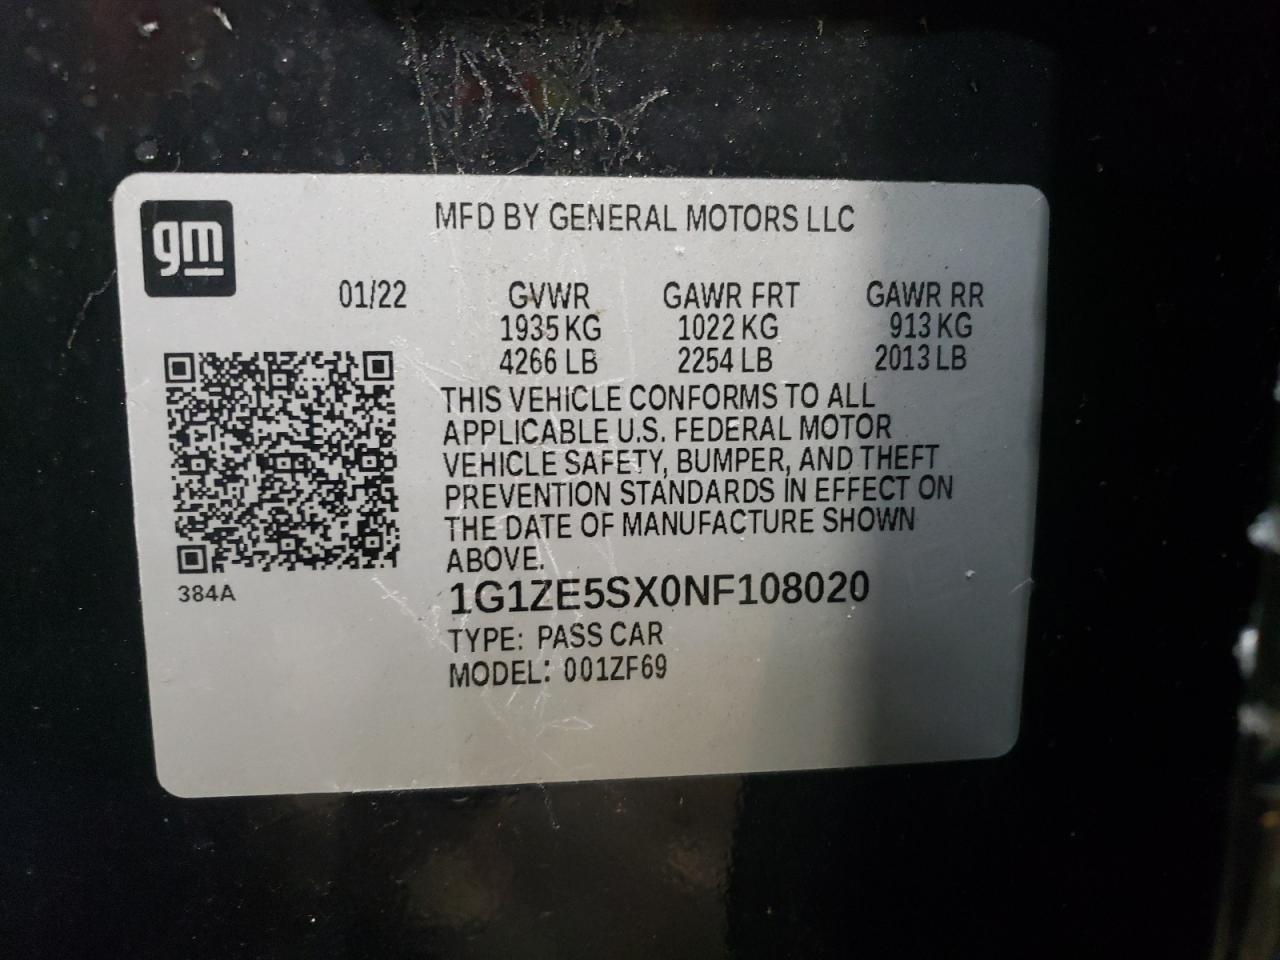 gm
MFD BY GENERAL MOTORS LLC
01/22 GVWR GAWR FRT GAWR RR
1935 KG 1022 KG 913 KG
4266 LB 2254 LB 2013 LB
THIS VEHICLE CONFORMS TO ALL
APPLICABLE U.S. FEDERAL MOTOR
VEHICLE SAFETY, BUMPER, AND THEFT
PREVENTION STANDARDS IN EFFECT ON
THE DATE OF MANUFACTURE SHOWN
ABOVE.
384A
1G1ZE5SX0NF108020
TYPE: PASS CAR
MODEL: 001ZF69